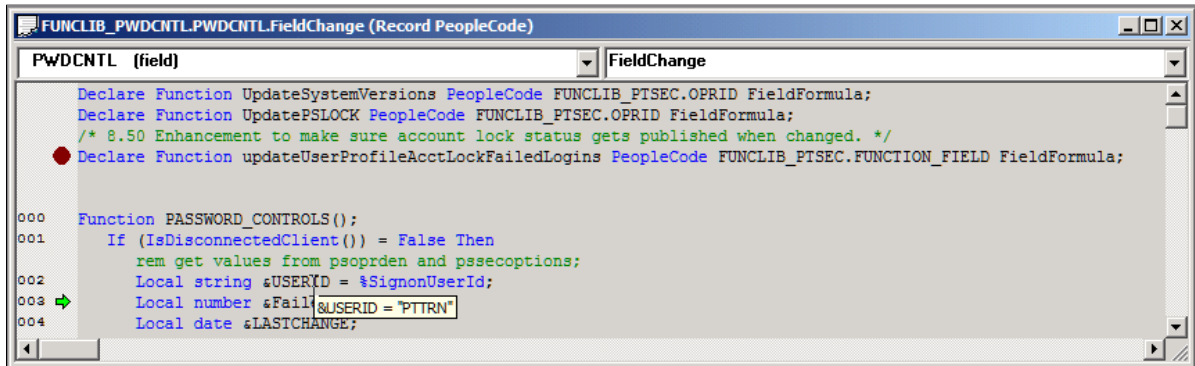 FUNCLIB_PWDCNTL.PWDCNTL.FieldChange (Record PeopleCode)
PWDCNTL (field) FieldChange
Declare Function UpdateSystemVersions PeopleCode FUNCLIB_PTSEC.OPRID FieldFormula;
Declare Function UpdatePSLOCK PeopleCode FUNCLIB_PTSEC.OPRID FieldFormula;
/* 8.50 Enhancement to make sure account lock status gets published when changed. */
Declare Function updateUserProfileAcctLockFailedLogins PeopleCode FUNCLIB_PTSEC.FUNCTION_FIELD FieldFormula;
000 Function PASSWORD_CONTROLS();
001 If (IsDisconnectedClient()) = False Then
rem get values from psoprden and pssecoptions;
002 Local string &USERID = %SignonUserId;
003 Local number &Fail
&USERID = "PTTRN"
004 Local date &LASTCHANGE;